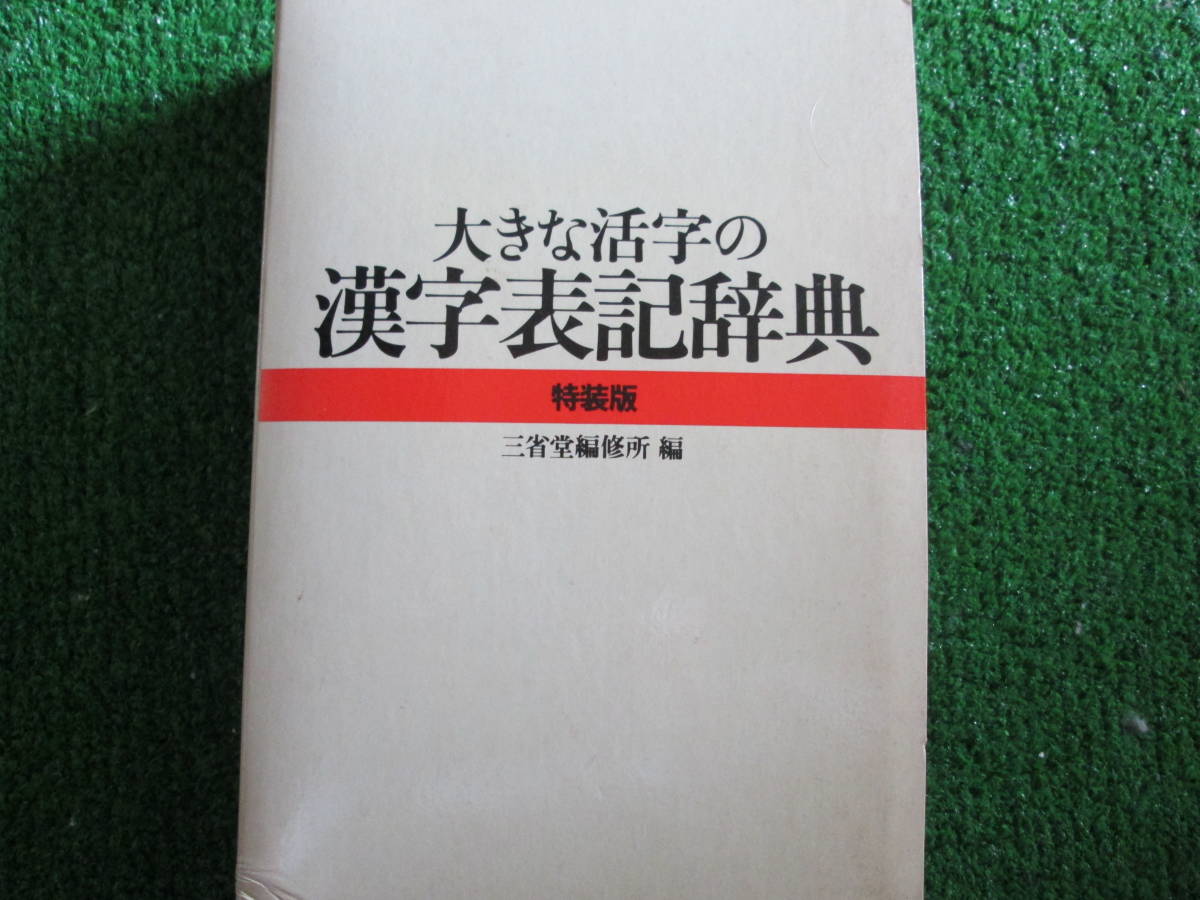 大きな活字の
漢字表記辞典
特装版
三省堂編修所 編